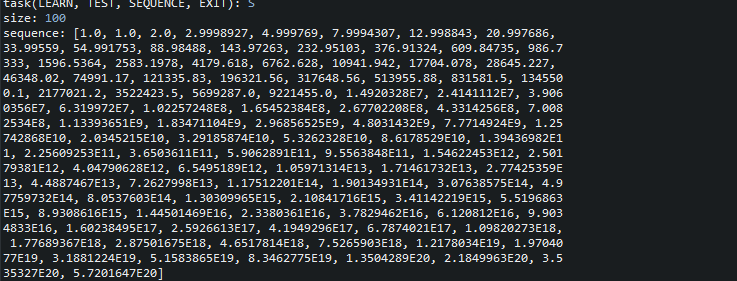 task(LEARN, TEST, SEQUENCE, EXIT): S
size: 100
sequence: [1.0, 1.0, 2.0, 2.9998927, 4.999769, 7.9994307, 12.998843, 20.997686,
33.99559, 54.991753, 88.98488, 143.97263, 232.95103, 376.91324, 609.84735, 986.7
333, 1596.5364, 2583.1978, 4179.618, 6762.628, 10941.942, 17704.078, 28645.227,
46348.02, 74991.17, 121335.83, 196321.56, 317648.56, 513955.88, 831581.5, 134550
0.1, 2177021.2, 3522423.5, 5699287.0, 9221455.0, 1.4920328E7, 2.4141112E7, 3.906
0356E7, 6.319972E7, 1.02257248E8, 1.65452384E8, 2.67702208E8, 4.3314256E8, 7.008
2534E8, 1.13393651E9, 1.83471104E9, 2.96856525E9, 4.8031432E9, 7.7714924E9, 1.25
742868E10, 2.0345215E10, 3.29185874E10, 5.3262328E10, 8.6178529E10, 1.39436982E1
1, 2.25609253E11, 3.6503611E11, 5.9062891E11, 9.5563848E11, 1.54622453E12, 2.501
79381E12, 4.04790628E12, 6.5495189E12, 1.05971314E13, 1.71461732E13, 2.77425359E
13, 4.4887467E13, 7.2627998E13, 1.17512201E14, 1.90134931E14, 3.07638575E14, 4.9
7759732E14, 8.0537603E14, 1.30309965E15, 2.10841716E15, 3.41142219E15, 5.5196863
E15, 8.9308616E15, 1.44501469E16, 2.3380361E16, 3.7829462E16, 6.120812E16, 9.903
4833E16, 1.60238495E17, 2.5926613E17, 4.1949296E17, 6.7874021E17, 1.09820273E18,
1.77689367E18, 2.87501675E18, 4.6517814E18, 7.5265903E18, 1.2178034E19, 1.97040
77E19, 3.1881224E19, 5.1583865E19, 8.3462775E19, 1.3504289E20, 2.1849963E20, 3.5
35327E20, 5.7201647E20]